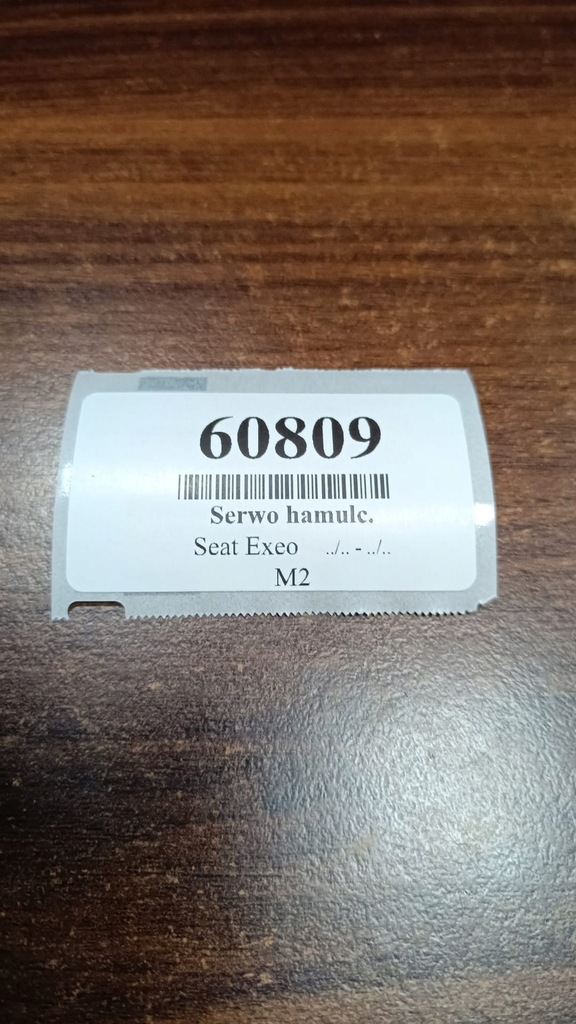 60809
Serwo hamulc.
Seat Exeo ../.. - ../..
M2